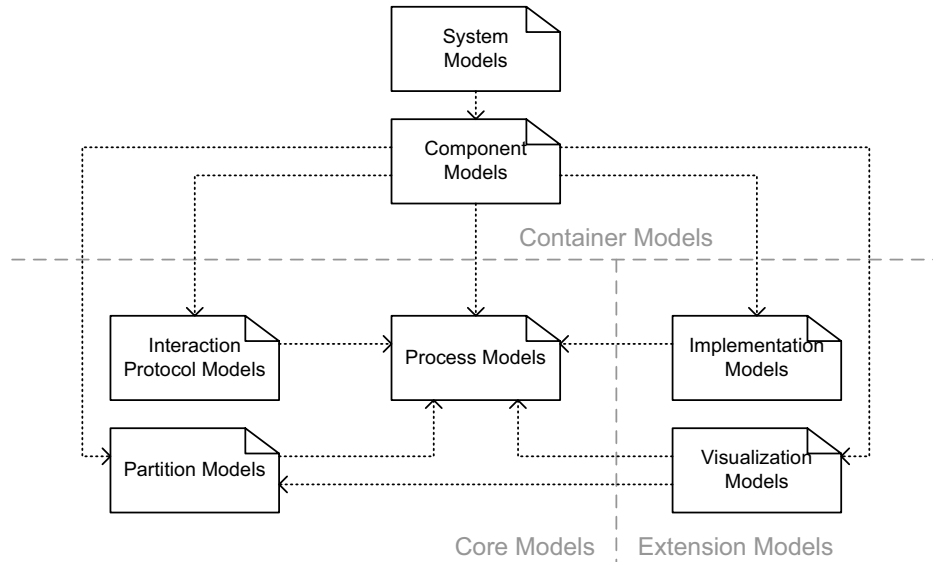 System
Models
Component
Models
Container Models
Interaction
Protocol Models
Process Models
Implementation
Models
Partition Models
Visualization
Models
Core Models
Extension Models